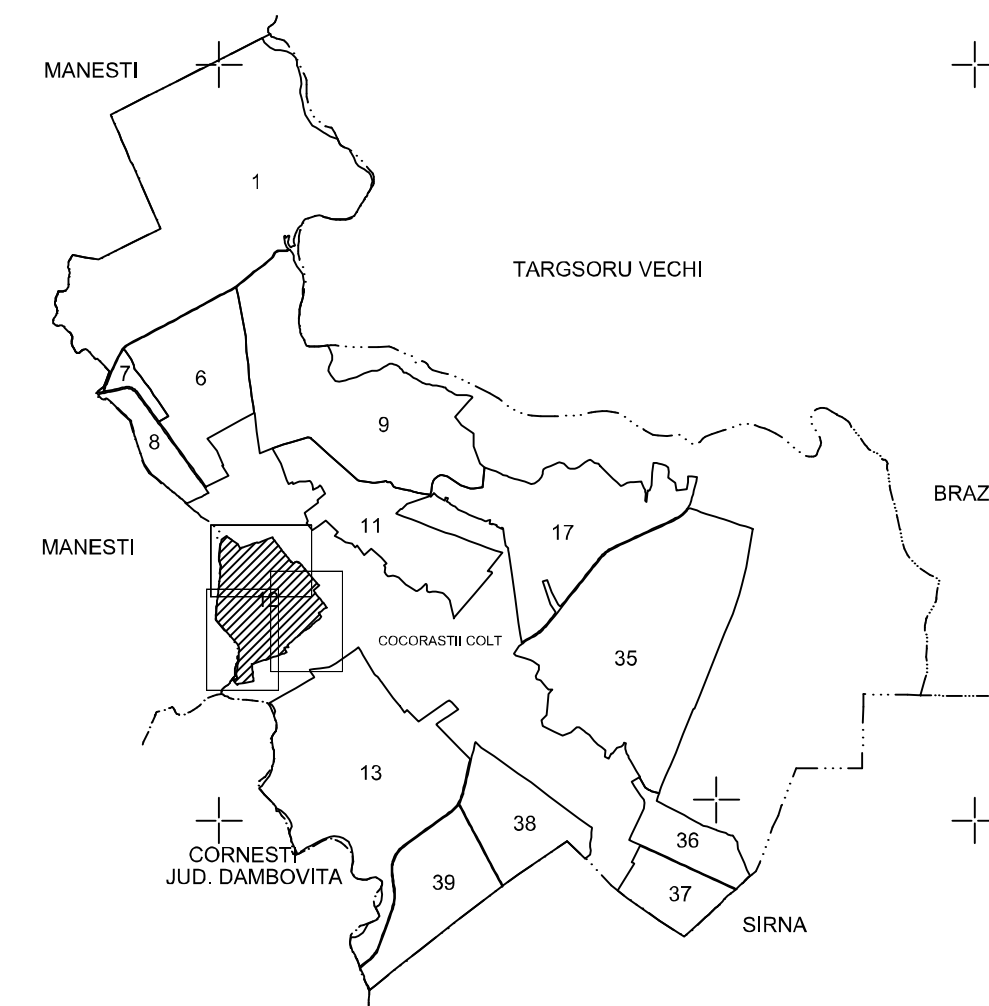 MANESTI
1
TARGSORU VECHI
7
6
8
9
11
17
BRAZ
MANESTI
12
COCORASTII COLT
35
13
38
36
CORNESTI
JUD. DAMBOVITA
39
37
SIRNA